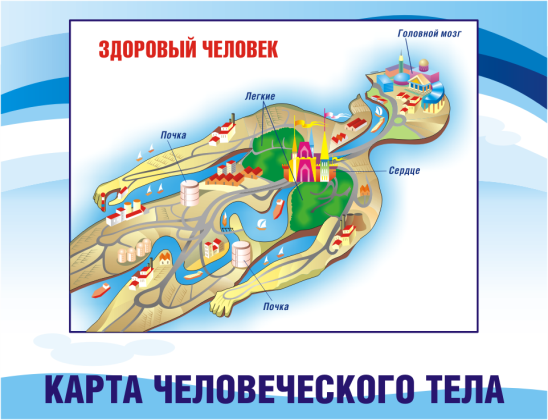 ЗДОРОВЫЙ ЧЕЛОВЕК
Головной мозг
Легкие
Почка
Сердце
Почка
КАРТА ЧЕЛОВЕЧЕСКОГО ТЕЛА